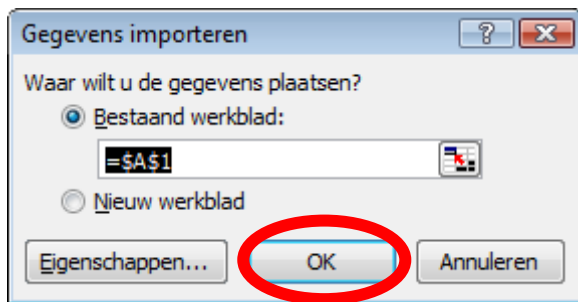 Gegevens importeren
Waar wilt u de gegevens plaatsen?
Bestaand werkblad:
=$A$1
Nieuw werkblad
Eigenschappen... OK Annuleren